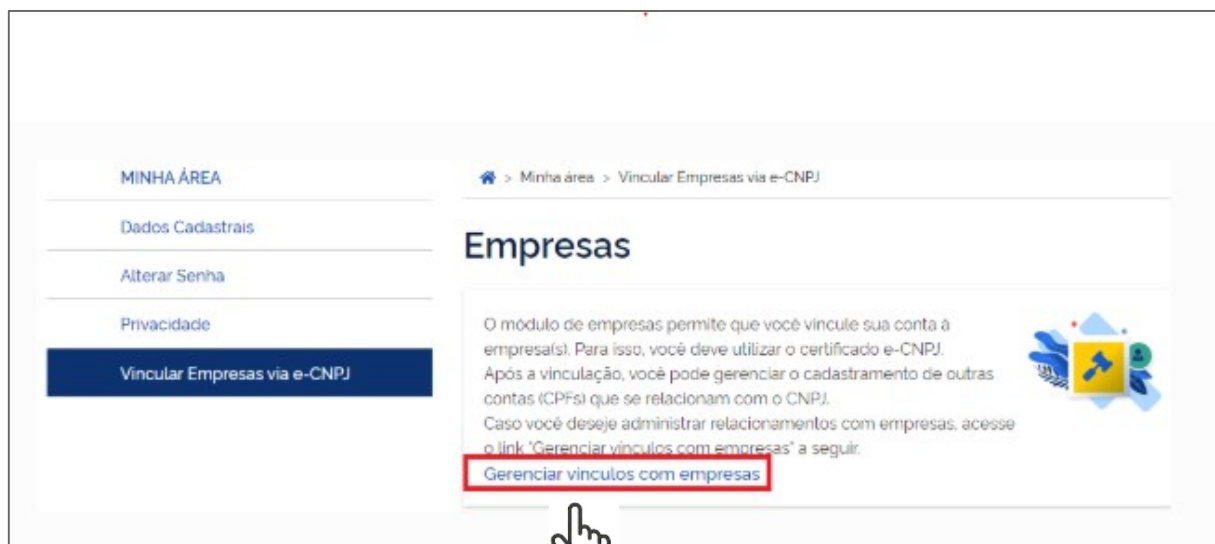 MINHA ÁREA
Dados Cadastrais
Alterar Senha
Privacidade
Vincular Empresas via e-CNPJ
> Minha área > Vincular Empresas via e-CNPJ
Empresas
O módulo de empresas permite que você vincule sua conta à
empresa(s). Para isso, você deve utilizar o certificado e-CNPJ.
Após a vinculação, você pode gerenciar o cadastramento de outras
contas (CPFs) que se relacionam com o CNPJ.
Caso você deseje administrar relacionamentos com empresas, acesse
o link "Gerenciar vínculos com empresas" a seguir.
Gerenciar vínculos com empresas